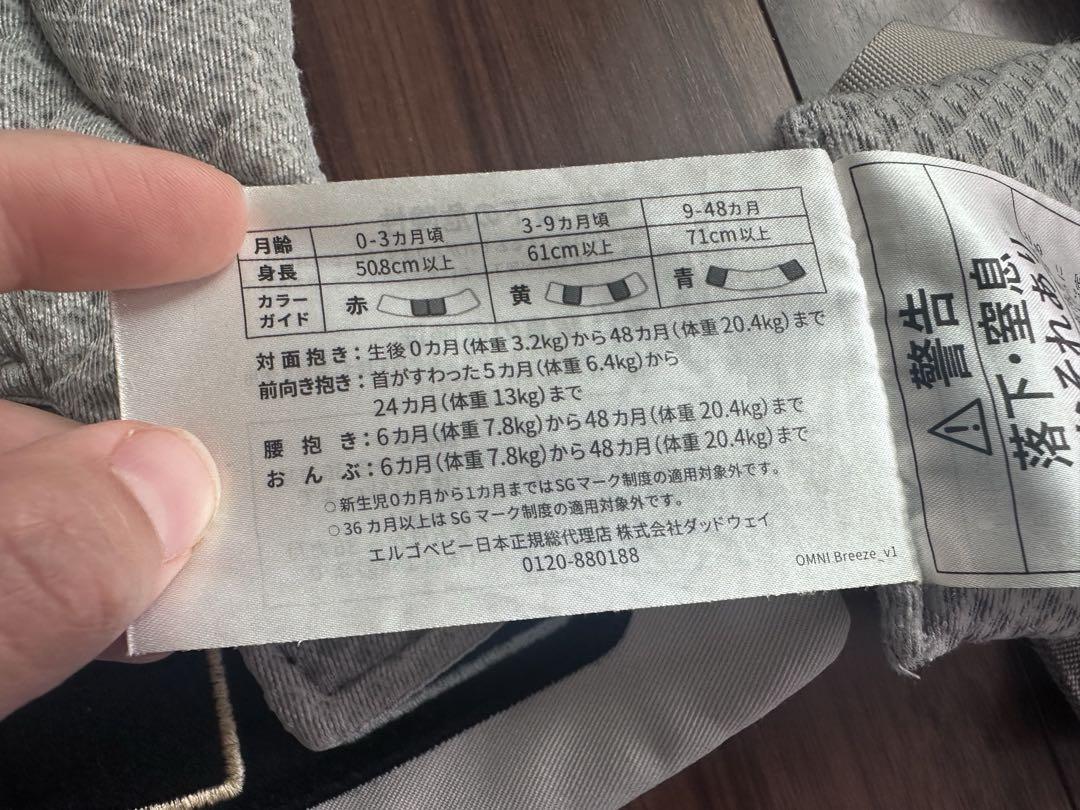 月齢 0-3カ月頃 3-9カ月頃 9-48カ月
身長 50.8cm以上 61cm以上 71cm以上
カラーガイド 赤 黄 青
対面抱き：生後0カ月（体重3.2kg）から48カ月（体重20.4kg）まで
前向き抱き：首がすわった5カ月（体重6.4kg）から
24カ月（体重13kg）まで
腰抱き：6カ月（体重7.8kg）から48カ月（体重20.4kg）まで
おんぶ：6カ月（体重7.8kg）から48カ月（体重20.4kg）まで
○新生児0カ月から1カ月まではSGマーク制度の適用対象外です。
○36カ月以上はSGマーク制度の適用対象外です。
エルゴベビー日本正規総代理店 株式会社ダッドウェイ
0120-880188
OMNI Breeze_v1
警告
落下・窒息
それあり